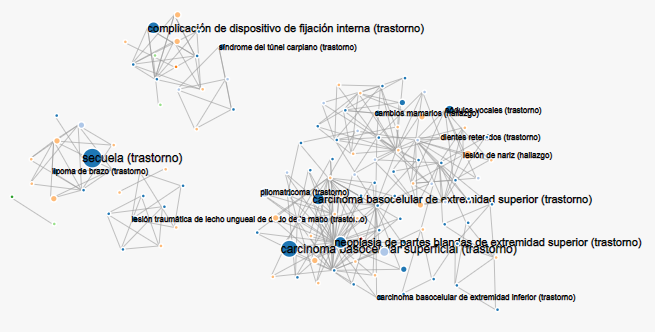 complicación de dispositivo de fijación interna (trastorno)
síndrome del túnel carpiano (trastorno)
nódulos vocales (trastorno)
cambios mamarios (hallazgo)
dientes retenidos (trastorno)
lesión de nariz (hallazgo)
secuela (trastorno)
lipoma de brazo (trastorno)
pilomatricoma (trastorno)
carcinoma basocelular de extremidad superior (trastorno)
lesión traumática de lecho ungueal de dedo de la mano (trastorno)
neoplasia de partes blandas de extremidad superior (trastorno)
carcinoma basocelular superficial (trastorno)
carcinoma basocelular de extremidad inferior (trastorno)